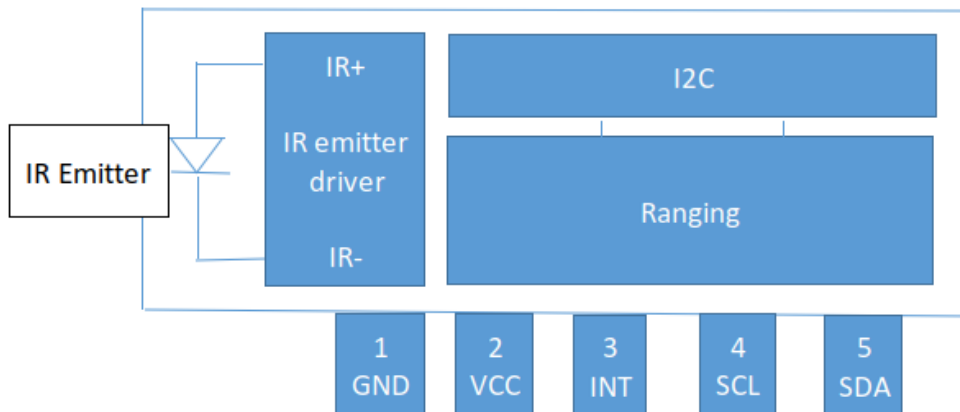 IR+
I2C
IR emitter
driver
IR Emitter
Ranging
IR-
1
GND
2
VCC
3
INT
4
SCL
5
SDA